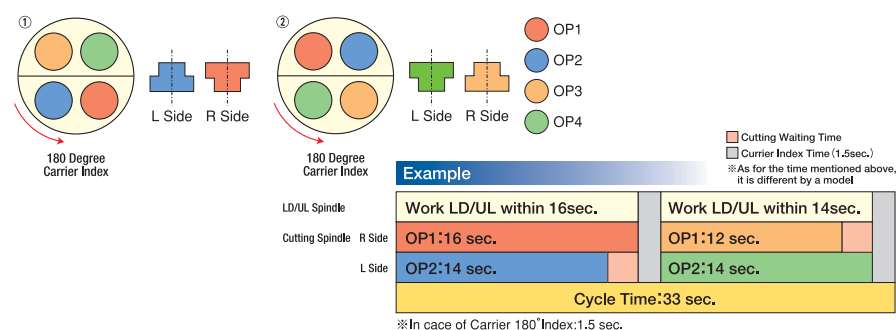 ①
L Side R Side
180 Degree
Carrier Index
②
L Side R Side
180 Degree
Carrier Index
OP1
OP2
OP3
OP4
Cutting Waiting Time
Currier Index Time (1.5sec.)
※As for the time mentioned above,
it is different by a model
Example
LD/UL Spindle Work LD/UL within 16sec. Work LD/UL within 14sec.
Cutting Spindle R Side OP1:16 sec. OP1:12 sec.
L Side OP2:14 sec. OP2:14 sec.
Cycle Time:33 sec.
※In cace of Carrier 180°Index:1.5 sec.